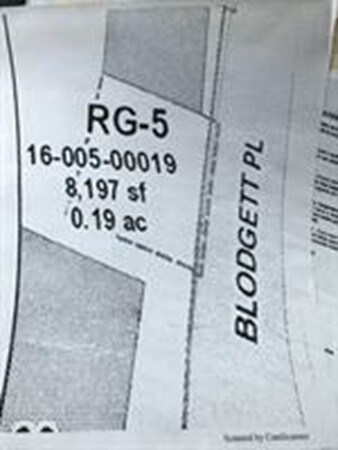 RG-5
16-005-00019
8,197 sf
0.19 ac
BLODGETT PL
Scanned by CamScanner